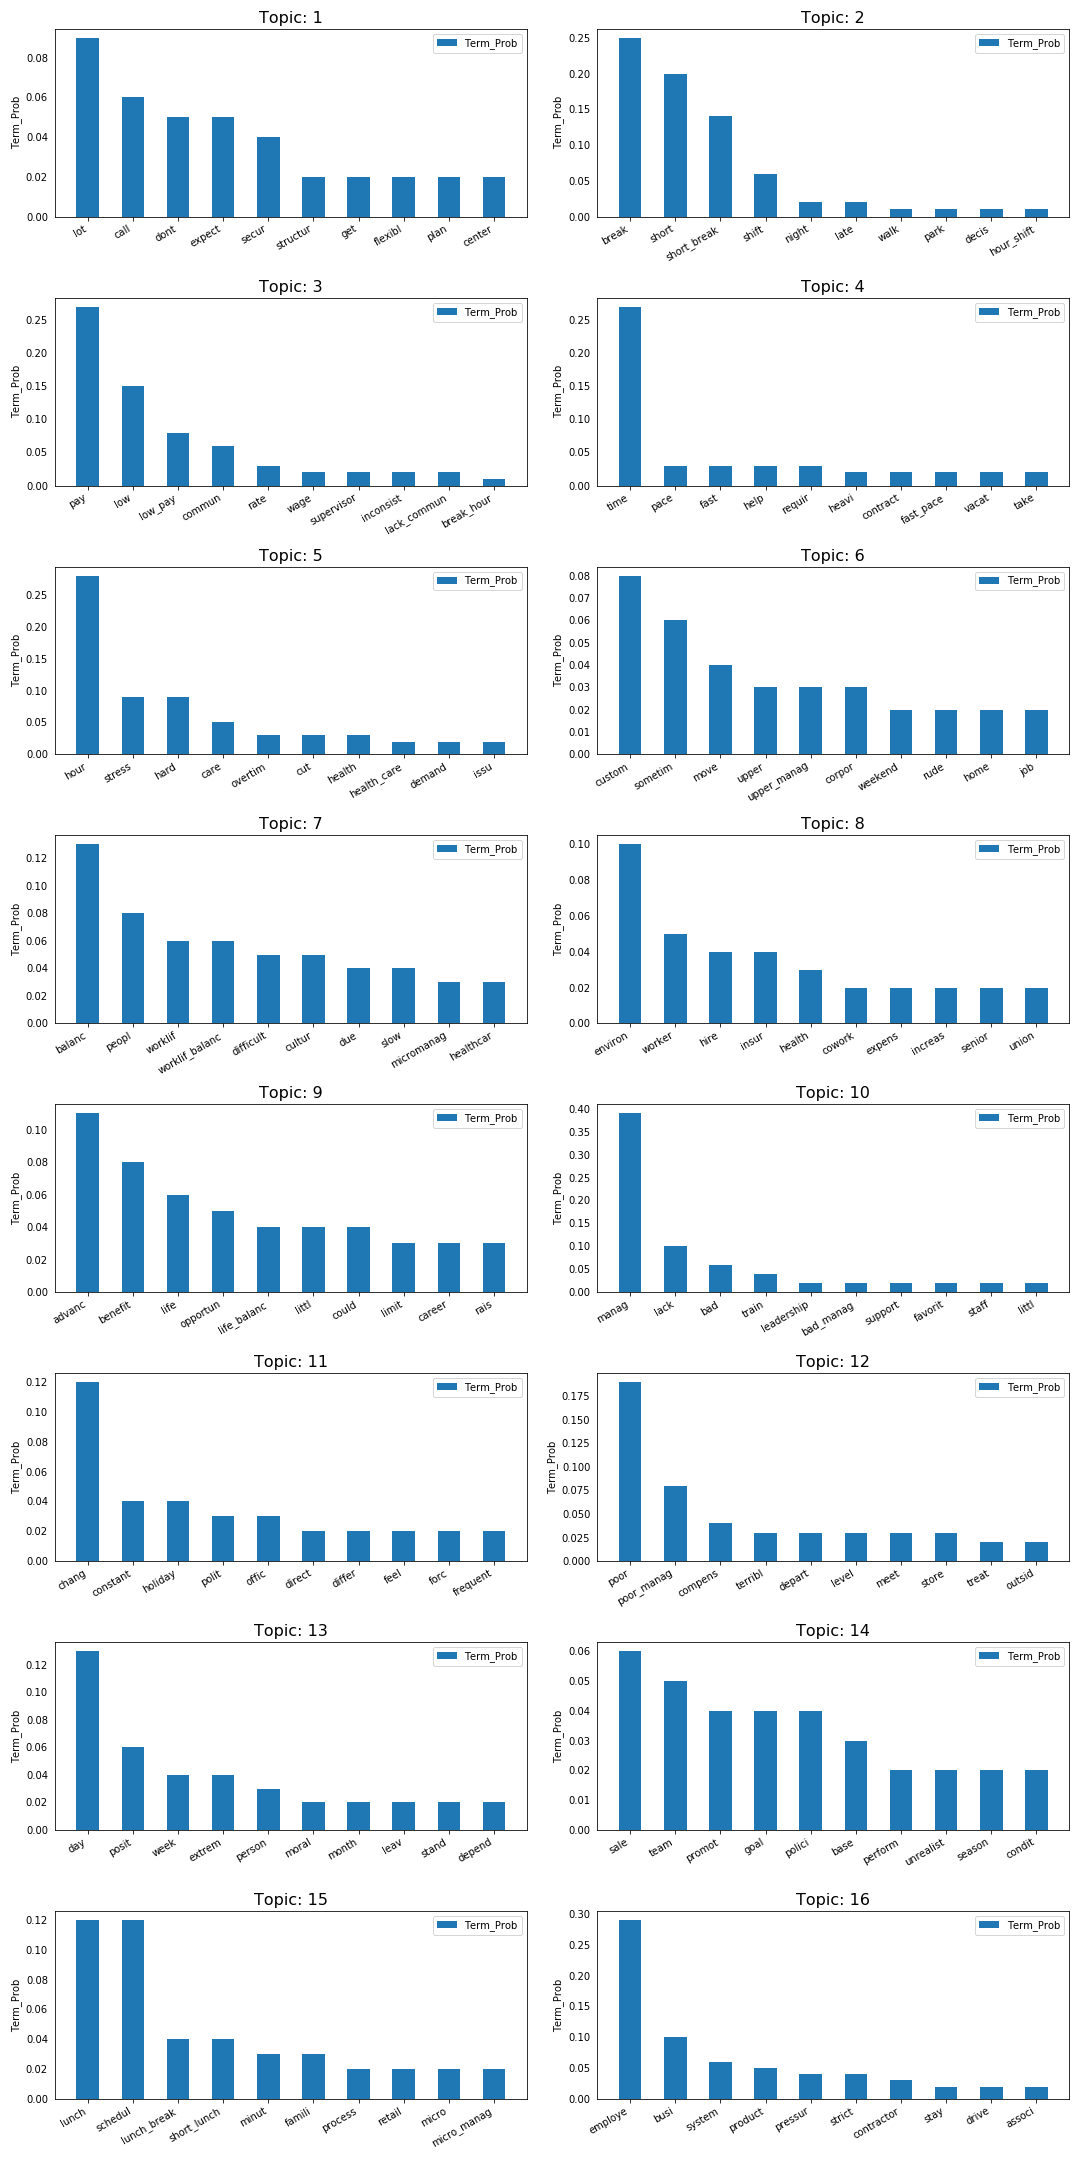 Topic: 1
Term_Prob
Term_Prob
0.08
0.06
0.04
0.02
0.00
lot call dont expect secur structur get flexibl plan center
Topic: 2
Term_Prob
Term_Prob
0.25
0.20
0.15
0.10
0.05
0.00
break short short_break shift night late walk park decis hour_shift
Topic: 3
Term_Prob
Term_Prob
0.25
0.20
0.15
0.10
0.05
0.00
pay low low_pay commun rate wage supervisor inconsist lack_commun break_hour
Topic: 4
Term_Prob
Term_Prob
0.25
0.20
0.15
0.10
0.05
0.00
time pace fast help requir heavi contract fast_pace vacat take
Topic: 5
Term_Prob
Term_Prob
0.25
0.20
0.15
0.10
0.05
0.00
hour stress hard care overtim cut health health_care demand issu
Topic: 6
Term_Prob
Term_Prob
0.08
0.07
0.06
0.05
0.04
0.03
0.02
0.01
0.00
custom sometim move upper upper_manag corpor weekend rude home job
Topic: 7
Term_Prob
Term_Prob
0.12
0.10
0.08
0.06
0.04
0.02
0.00
balanc peopl worklif worklif_balanc difficult cultur due slow micromanag healthcar
Topic: 8
Term_Prob
Term_Prob
0.10
0.08
0.06
0.04
0.02
0.00
environ worker hire insur health cowork expens increas senior union
Topic: 9
Term_Prob
Term_Prob
0.10
0.08
0.06
0.04
0.02
0.00
advanc benefit life opportun life_balanc littl could limit career rais
Topic: 10
Term_Prob
Term_Prob
0.40
0.35
0.30
0.25
0.20
0.15
0.10
0.05
0.00
manag lack bad train leadership bad_manag support favorit staff littl
Topic: 11
Term_Prob
Term_Prob
0.12
0.10
0.08
0.06
0.04
0.02
0.00
chang constant holiday polit offic direct differ feel forc frequent
Topic: 12
Term_Prob
Term_Prob
0.175
0.150
0.125
0.100
0.075
0.050
0.025
0.000
poor poor_manag compens terribl depart level meet store treat outsid
Topic: 13
Term_Prob
Term_Prob
0.12
0.10
0.08
0.06
0.04
0.02
0.00
day posit week extrem person moral month leav stand depend
Topic: 14
Term_Prob
Term_Prob
0.06
0.05
0.04
0.03
0.02
0.01
0.00
sale team promot goal polici base perform unrealist season condit
Topic: 15
Term_Prob
Term_Prob
0.12
0.10
0.08
0.06
0.04
0.02
0.00
lunch schedul lunch_break short_lunch minut famili process retail micro micro_manag
Topic: 16
Term_Prob
Term_Prob
0.30
0.25
0.20
0.15
0.10
0.05
0.00
employe busi system product pressur strict contractor stay drive associ